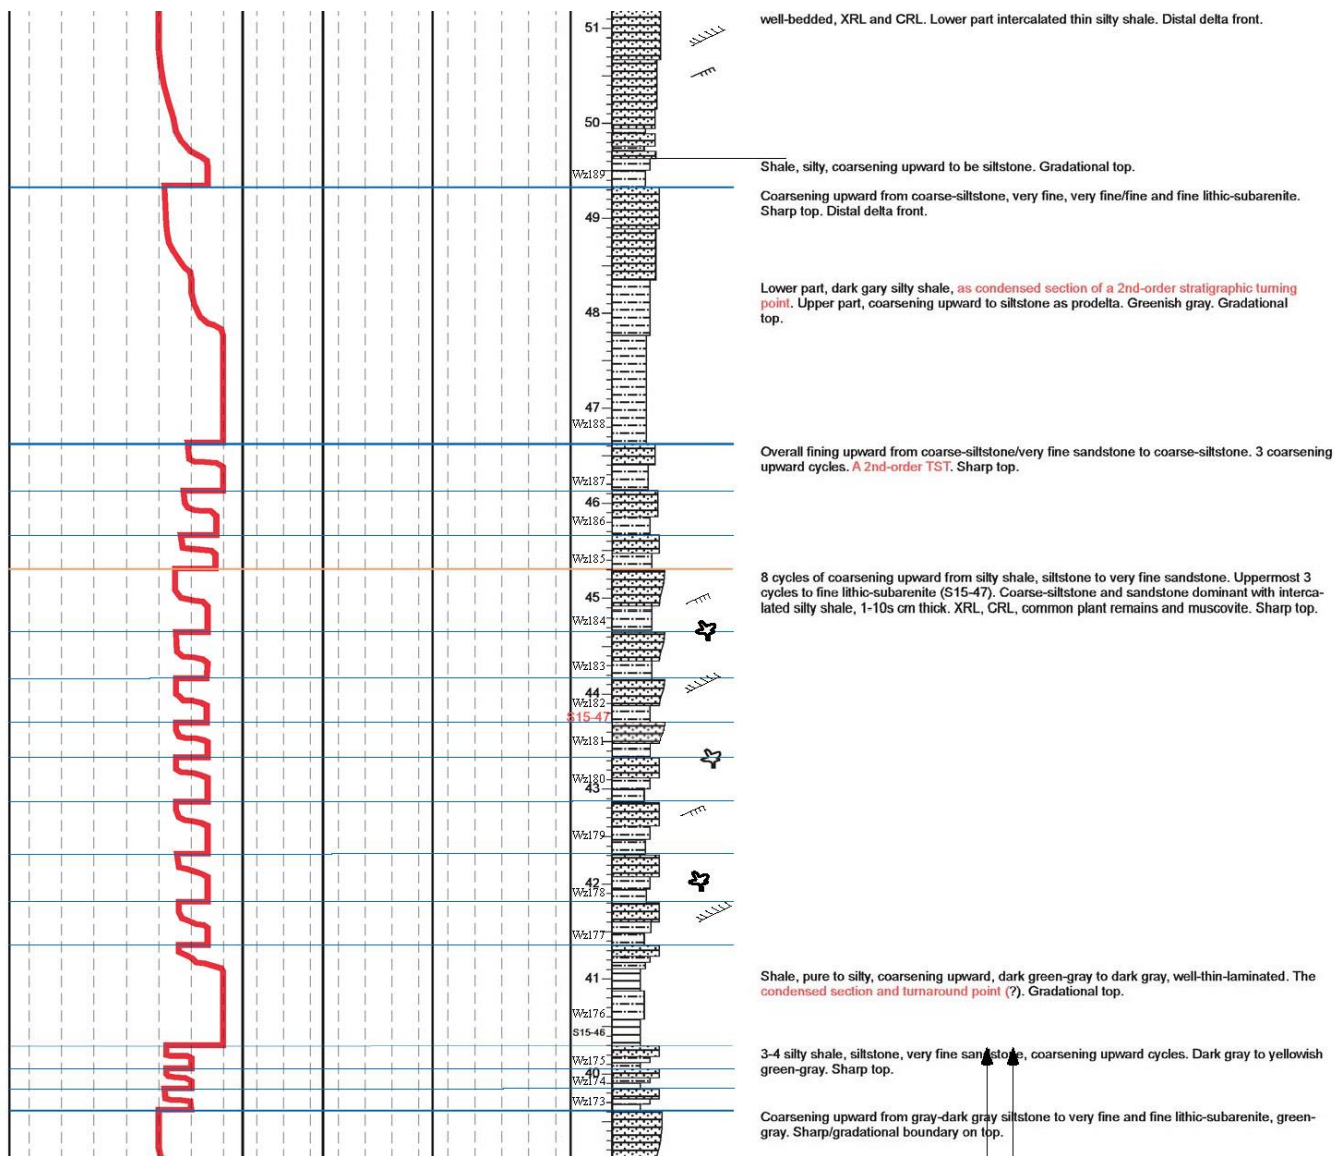 well-bedded, XRL and CRL. Lower part intercalated thin silty shale. Distal delta front.
51
50
Shale, silty, coarsening upward to be siltstone. Gradational top.
Wz189
Coarsening upward from coarse-siltstone, very fine, very fine/fine and fine lithic-subarenite.
Sharp top. Distal delta front.
49
Lower part, dark gary silty shale, as condensed section of a 2nd-order stratigraphic turning
point. Upper part, coarsening upward to siltstone as prodelta. Greenish gray. Gradational
top.
48
47
Wz188
Overall fining upward from coarse-siltstone/very fine sandstone to coarse-siltstone. 3 coarsening
upward cycles. A 2nd-order TST. Sharp top.
Wz187
46
Wz186
Wz185
8 cycles of coarsening upward from silty shale, siltstone to very fine sandstone. Uppermost 3
cycles to fine lithic-subarenite (S15-47). Coarse-siltstone and sandstone dominant with interca-
lated silty shale, 1-10s cm thick. XRL, CRL, common plant remains and muscovite. Sharp top.
45
Wz184
Wz183
44
Wz182
S15-47
Wz181
Wz180
43
Wz179
42
Wz178
Wz177
41
Shale, pure to silty, coarsening upward, dark green-gray to dark gray, well-thin-laminated. The
condensed section and turnaround point (?). Gradational top.
Wz176
S15-46
3-4 silty shale, siltstone, very fine sandstone, coarsening upward cycles. Dark gray to yellowish
green-gray. Sharp top.
Wz175
40
Wz174
Wz173
Coarsening upward from gray-dark gray siltstone to very fine and fine lithic-subarenite, green-
gray. Sharp/gradational boundary on top.